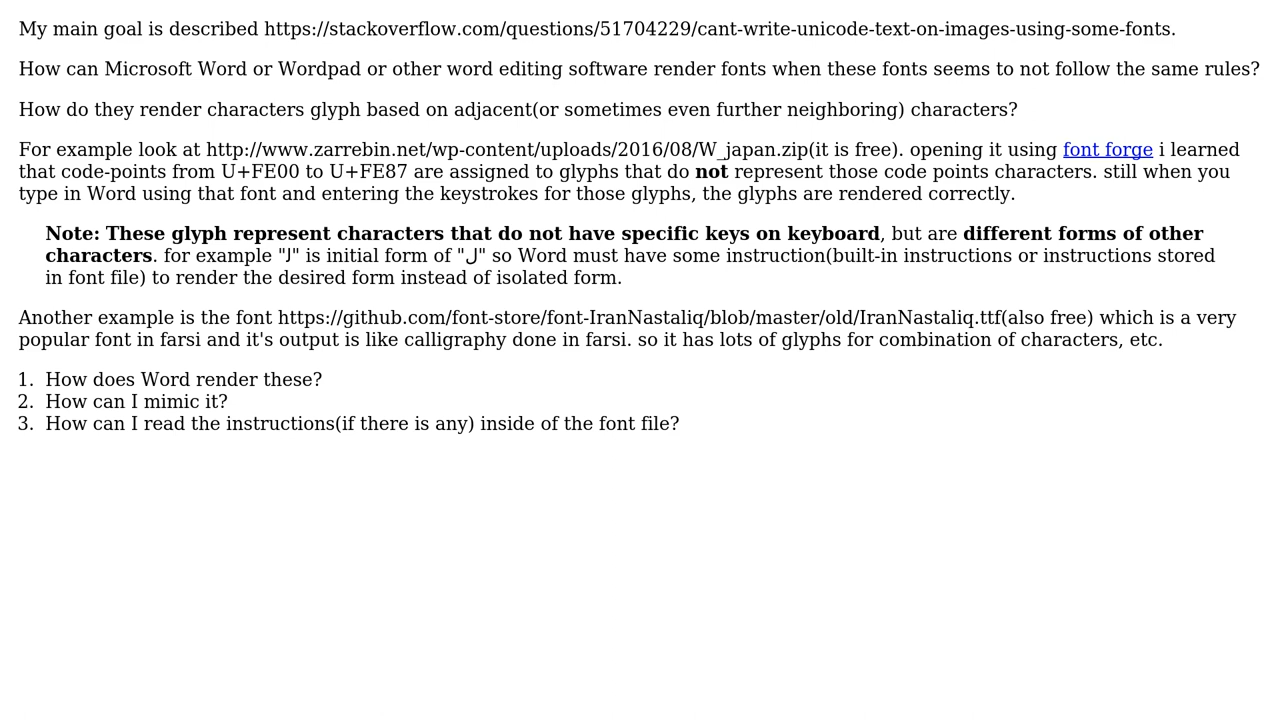 My main goal is described https://stackoverflow.com/questions/51704229/cant-write-unicode-text-on-images-using-some-fonts.
How can Microsoft Word or Wordpad or other word editing software render fonts when these fonts seems to not follow the same rules?
How do they render characters glyph based on adjacent(or sometimes even further neighboring) characters?
For example look at http://www.zarrebin.net/wp-content/uploads/2016/08/W_japan.zip(it is free). opening it using font forge i learned
that code-points from U+FE00 to U+FE87 are assigned to glyphs that do not represent those code points characters. still when you
type in Word using that font and entering the keystrokes for those glyphs, the glyphs are rendered correctly.
Note: These glyph represent characters that do not have specific keys on keyboard, but are different forms of other
characters. for example "ﻟ" is initial form of "ل" so Word must have some instruction(built-in instructions or instructions stored
in font file) to render the desired form instead of isolated form.
Another example is the font https://github.com/font-store/font-IranNastaliq/blob/master/old/IranNastaliq.ttf(also free) which is a very
popular font in farsi and it's output is like calligraphy done in farsi. so it has lots of glyphs for combination of characters, etc.
1. How does Word render these?
2. How can I mimic it?
3. How can I read the instructions(if there is any) inside of the font file?